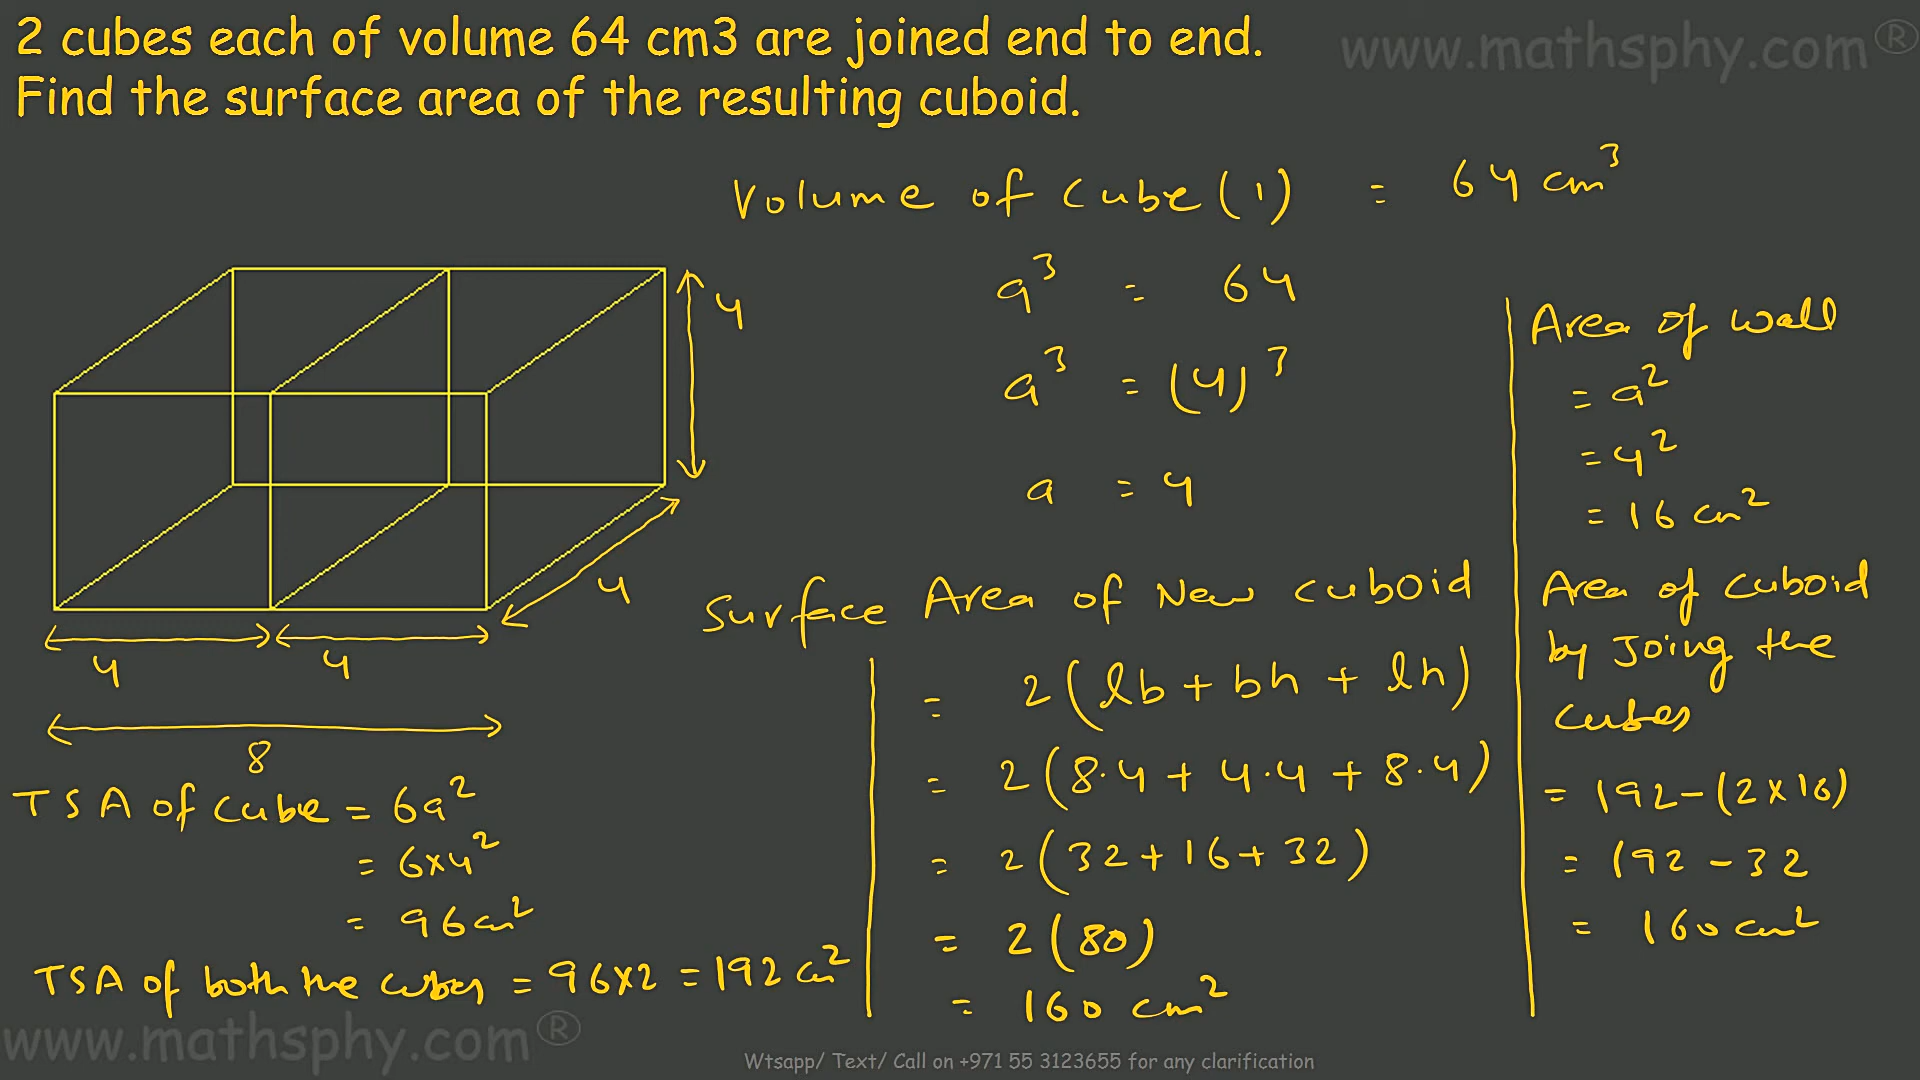 2 cubes each of volume 64 cm3 are joined end to end.
Find the surface area of the resulting cuboid.
www.mathsphy.com®
Volume of cube (1) = 64 cm³
a³ = 64
a³ = (4)³
a = 4
4
4
4 4
8
TSA of cube = 6a²
= 6×4²
= 96 cm²
TSA of both the cubes = 96×2 = 192 cm²
Surface Area of New cuboid
= 2 (lb + bh + lh)
= 2 (8·4 + 4·4 + 8·4)
= 2 (32 + 16 + 32)
= 2 (80)
= 160 cm²
Area of wall
= a²
= 4²
= 16 cm²
Area of cuboid
by Joing the
cubes
= 192 - (2×16)
= 192 - 32
= 160 cm²
www.mathsphy.com®
Wtsapp/ Text/ Call on +971 55 3123655 for any clarification